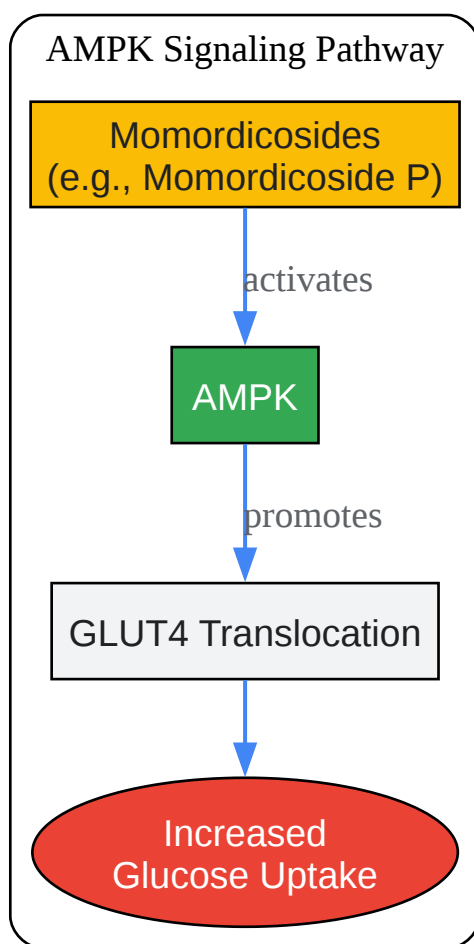 AMPK Signaling Pathway
Momordicosides
(e.g., Momordicoside P)
activates
AMPK
promotes
GLUT4 Translocation
Increased
Glucose Uptake